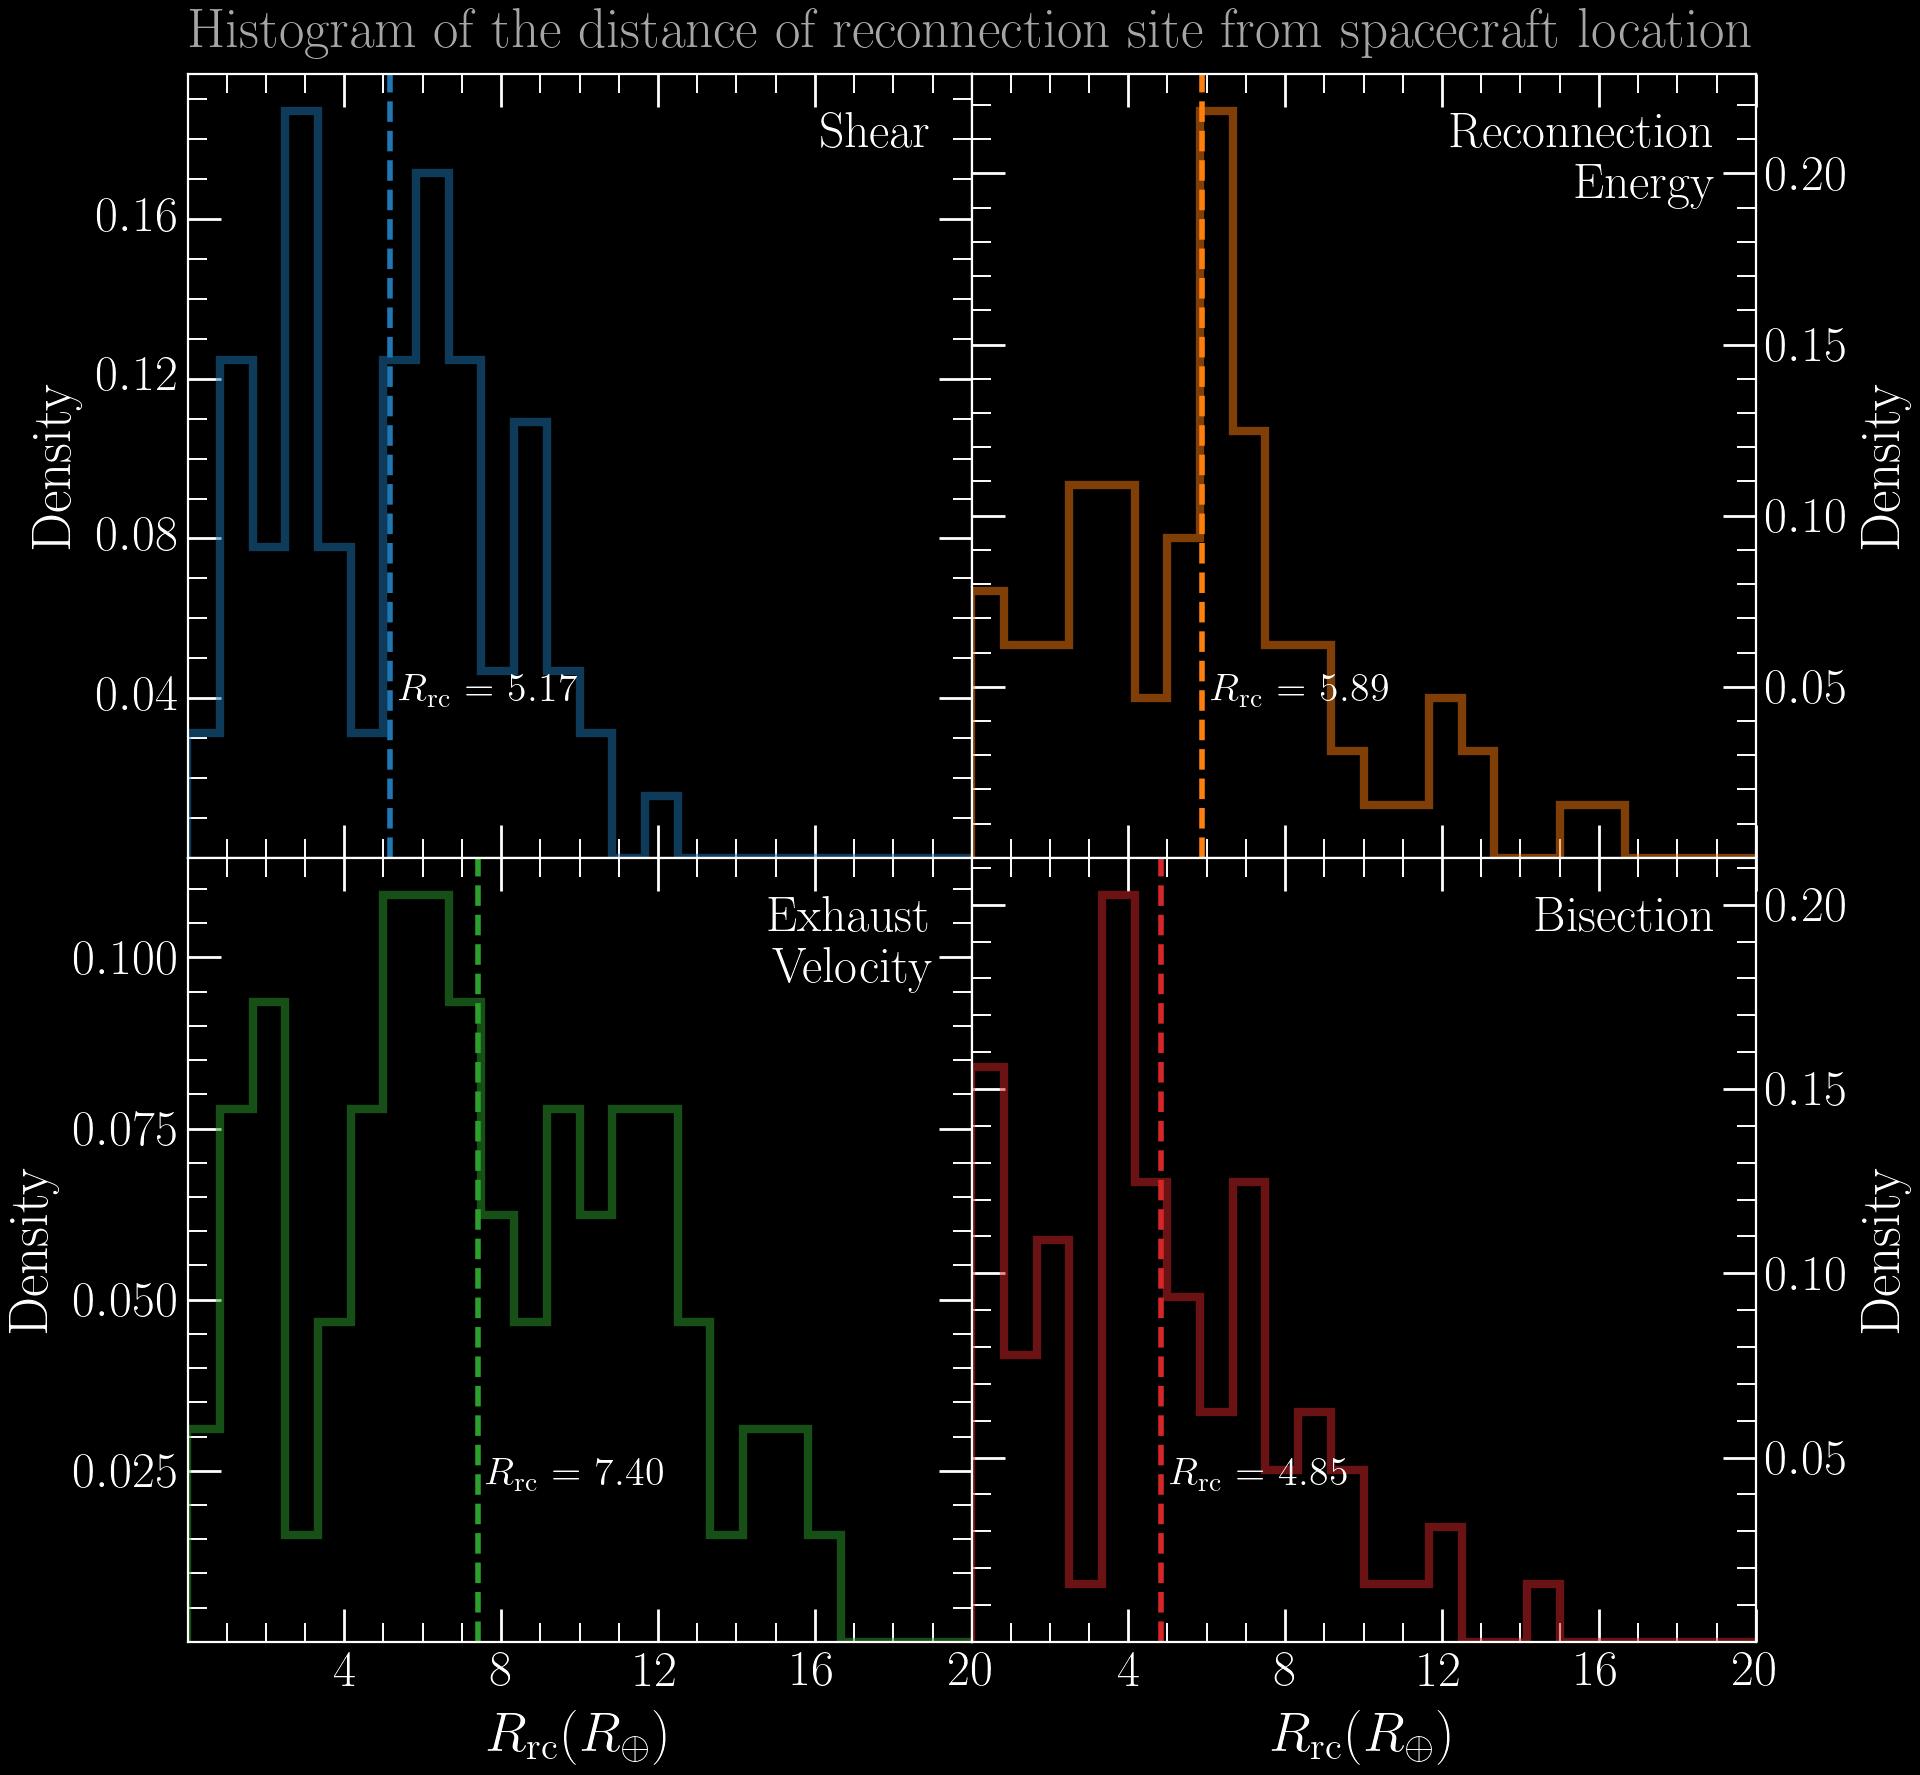 Histogram of the distance of reconnection site from spacecraft location
Shear
0.16
0.12
0.08
0.04
Density
R_rc = 5.17
Reconnection
Energy
0.20
0.15
0.10
0.05
Density
R_rc = 5.89
Exhaust
Velocity
0.100
0.075
0.050
0.025
Density
R_rc = 7.40
Bisection
0.20
0.15
0.10
0.05
Density
R_rc = 4.85
4 8 12 16 20 4 8 12 16 20
R_rc(R_⊕)
R_rc(R_⊕)